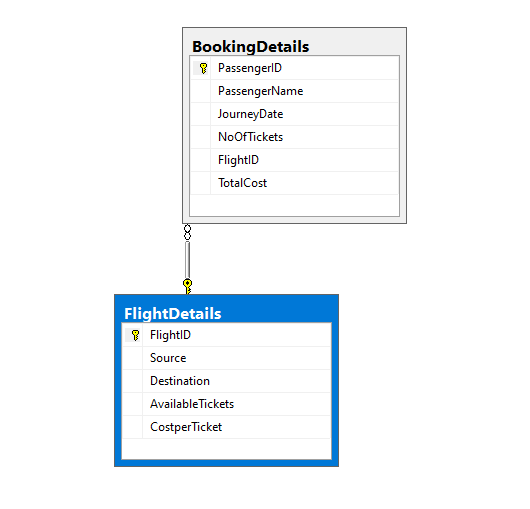 BookingDetails
PassengerID
PassengerName
JourneyDate
NoOfTickets
FlightID
TotalCost
FlightDetails
FlightID
Source
Destination
AvailableTickets
CostperTicket